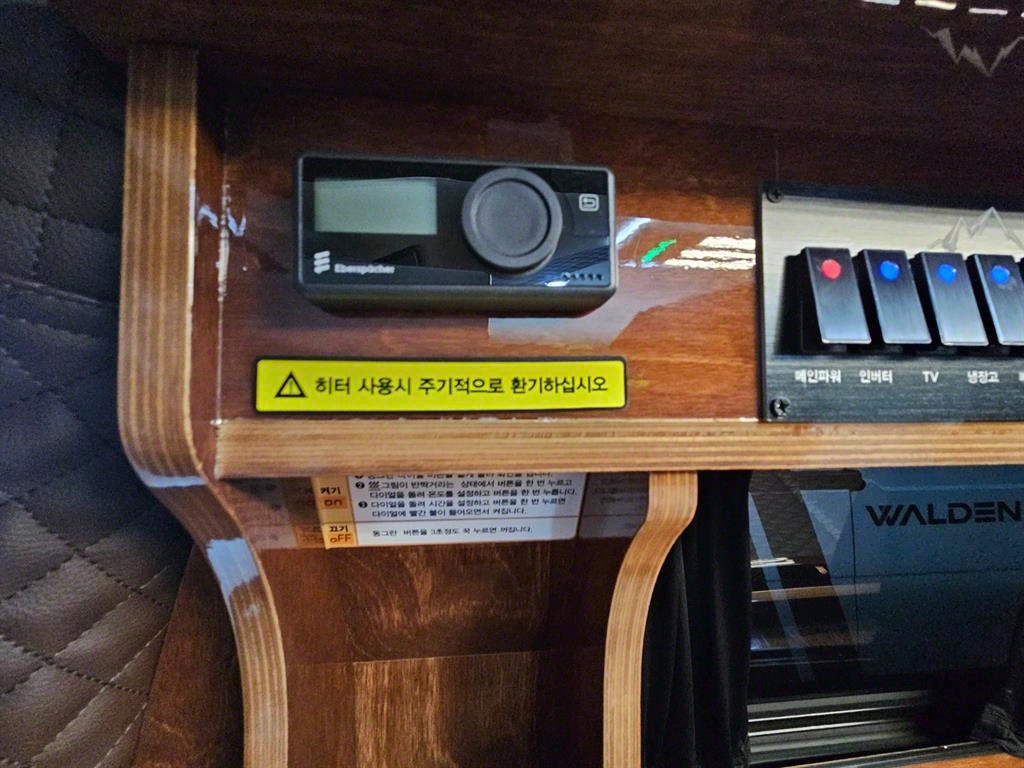 Eberspächer
⚠ 히터 사용시 주기적으로 환기하십시오
메인파워 인버터 TV 냉장고
켜기
on
❷ 그림이 반짝거리는 상태에서 버튼을 한 번 누르고
다이얼을 돌려 온도를 설정하고 버튼을 한 번 누릅니다.
❸ 다이얼을 돌려 시간을 설정하고 버튼을 한 번 누르면
다이얼에 빨간 불이 들어오면서 켜집니다.
끄기
off
동그란 버튼을 3초정도 꾹 누르면 꺼집니다.
WALDEN